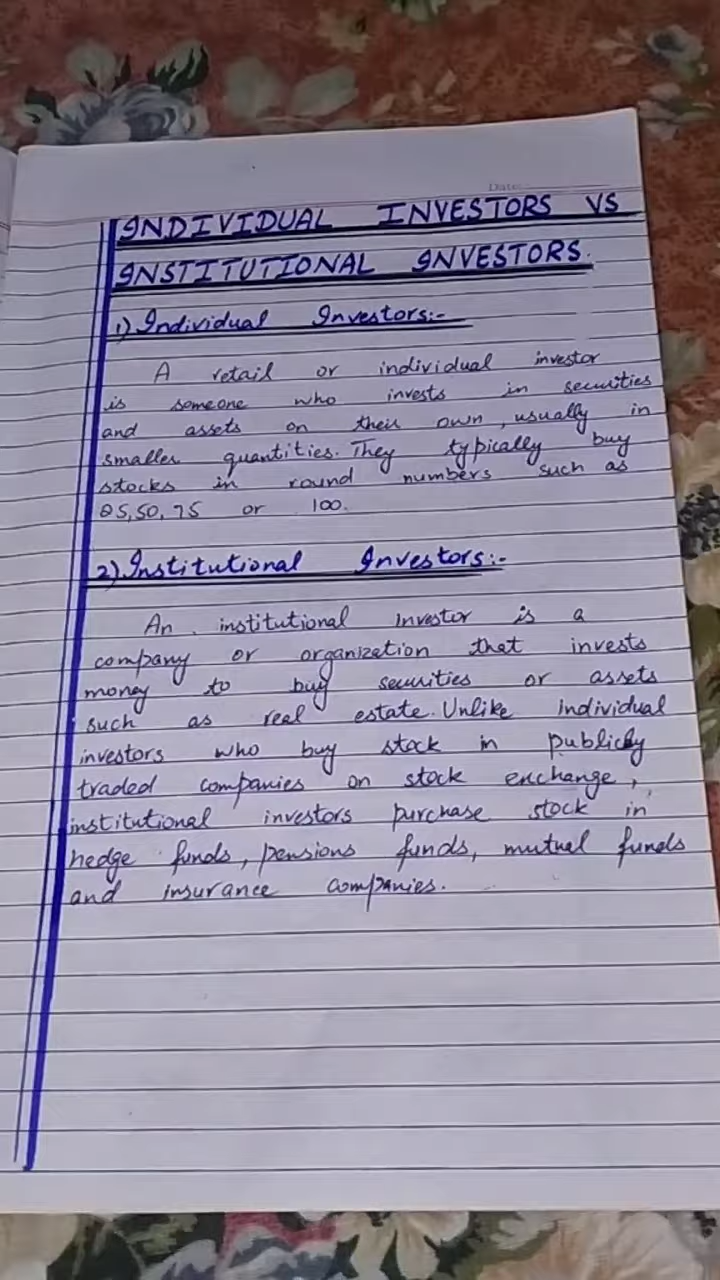 Date:
INDIVIDUAL INVESTORS VS
INSTITUTIONAL INVESTORS.
1) Individual Investors:-
A retail or individual investor
is someone who invests in securities
and assets on their own, usually in
smaller quantities. They typically buy
stocks in round numbers such as
25, 50, 75 or 100.
2) Institutional Investors:-
An institutional investor is a
company or organization that invests
money to buy securities or assets
such as real estate. Unlike individual
investors who buy stock in publicly
traded companies on stock exchange,
institutional investors purchase stock in
hedge funds, pensions funds, mutual funds
and insurance companies.